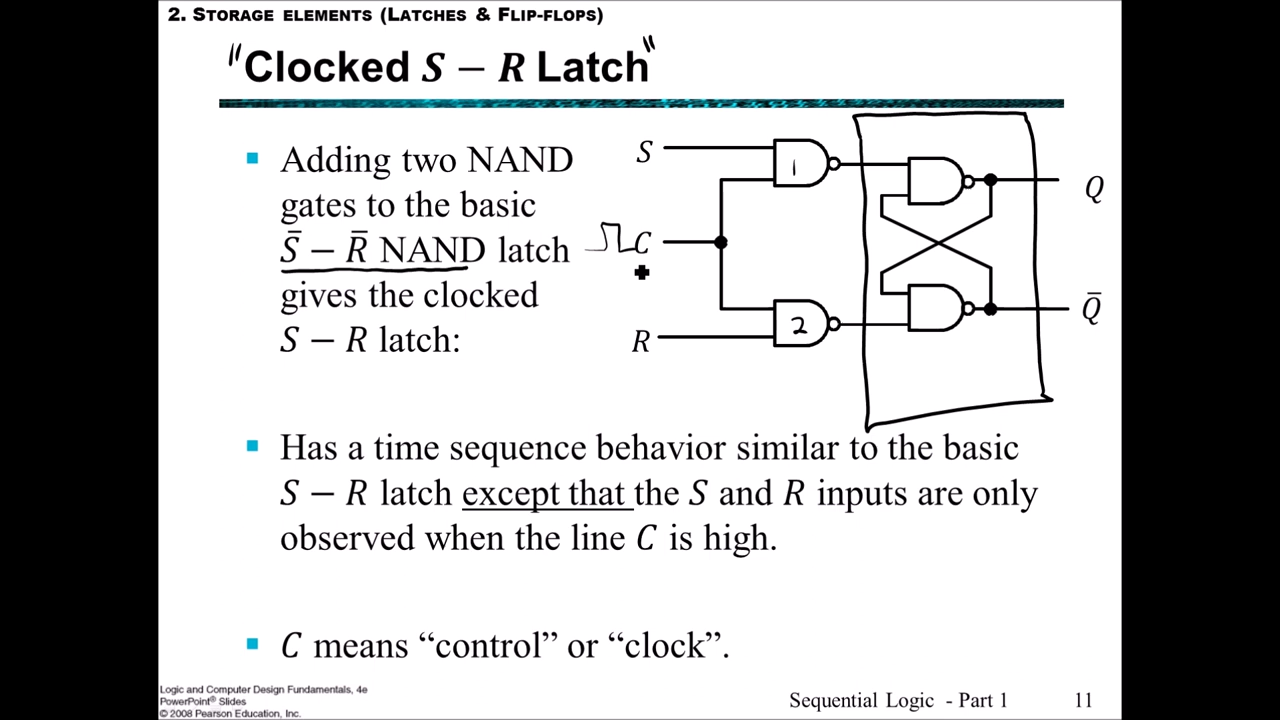 2. STORAGE ELEMENTS (LATCHES & FLIP-FLOPS)
"Clocked S – R Latch"
▪ Adding two NAND
gates to the basic
S̄ – R̄ NAND latch
gives the clocked
S – R latch:
S
C
R
1
2
Q
Q̄
▪ Has a time sequence behavior similar to the basic
S – R latch except that the S and R inputs are only
observed when the line C is high.
▪ C means “control” or “clock”.
Logic and Computer Design Fundamentals, 4e
PowerPoint® Slides
© 2008 Pearson Education, Inc.
Sequential Logic - Part 1 11